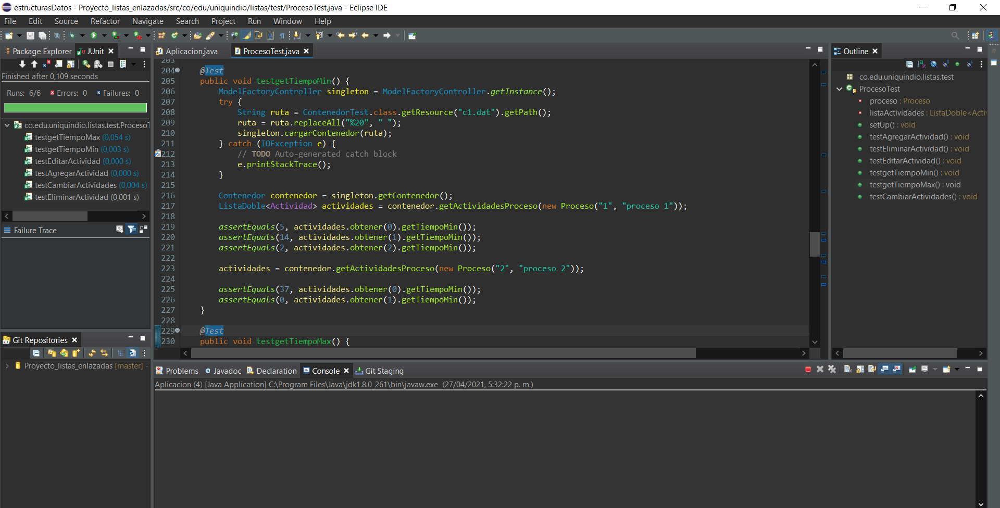 estructurasDatos - Proyecto_listas_enlazadas/src/co/edu/uniquindio/listas/test/ProcesoTest.java - Eclipse IDE
File Edit Source Refactor Navigate Search Project Run Window Help
Package Explorer JUnit
Finished after 0,109 seconds
Runs: 6/6 Errors: 0 Failures: 0
co.edu.uniquindio.listas.test.ProcesoT
testgetTiempoMax (0,054 s)
testgetTiempoMin (0,003 s)
testEditarActividad (0,000 s)
testAgregarActividad (0,000 s)
testCambiarActividades (0,004 s)
testEliminarActividad (0,001 s)
Failure Trace
Git Repositories
Proyecto_listas_enlazadas [master] -
Aplicacion.java ProcesoTest.java
203
204 @Test
205 public void testgetTiempoMin() {
206 ModelFactoryController singleton = ModelFactoryController.getInstance();
207 try {
208 String ruta = ContenedorTest.class.getResource("c1.dat").getPath();
209 ruta = ruta.replaceAll("%20", " ");
210 singleton.cargarContenedor(ruta);
211 } catch (IOException e) {
212 // TODO Auto-generated catch block
213 e.printStackTrace();
214 }
215
216 Contenedor contenedor = singleton.getContenedor();
217 ListaDoble<Actividad> actividades = contenedor.getActividadesProceso(new Proceso("1", "proceso 1"));
218
219 assertEquals(5, actividades.obtener(0).getTiempoMin());
220 assertEquals(14, actividades.obtener(1).getTiempoMin());
221 assertEquals(2, actividades.obtener(2).getTiempoMin());
222
223 actividades = contenedor.getActividadesProceso(new Proceso("2", "proceso 2"));
224
225 assertEquals(37, actividades.obtener(0).getTiempoMin());
226 assertEquals(0, actividades.obtener(1).getTiempoMin());
227 }
228
229 @Test
230 public void testgetTiempoMax() {
Problems Javadoc Declaration Console Git Staging
Aplicacion (4) [Java Application] C:\Program Files\Java\jdk1.8.0_261\bin\javaw.exe (27/04/2021, 5:32:22 p. m.)
Outline
co.edu.uniquindio.listas.test
ProcesoTest
proceso : Proceso
listaActividades : ListaDoble<Activ
setUp() : void
testAgregarActividad() : void
testEliminarActividad() : void
testEditarActividad() : void
testgetTiempoMin() : void
testgetTiempoMax() : void
testCambiarActividades() : void